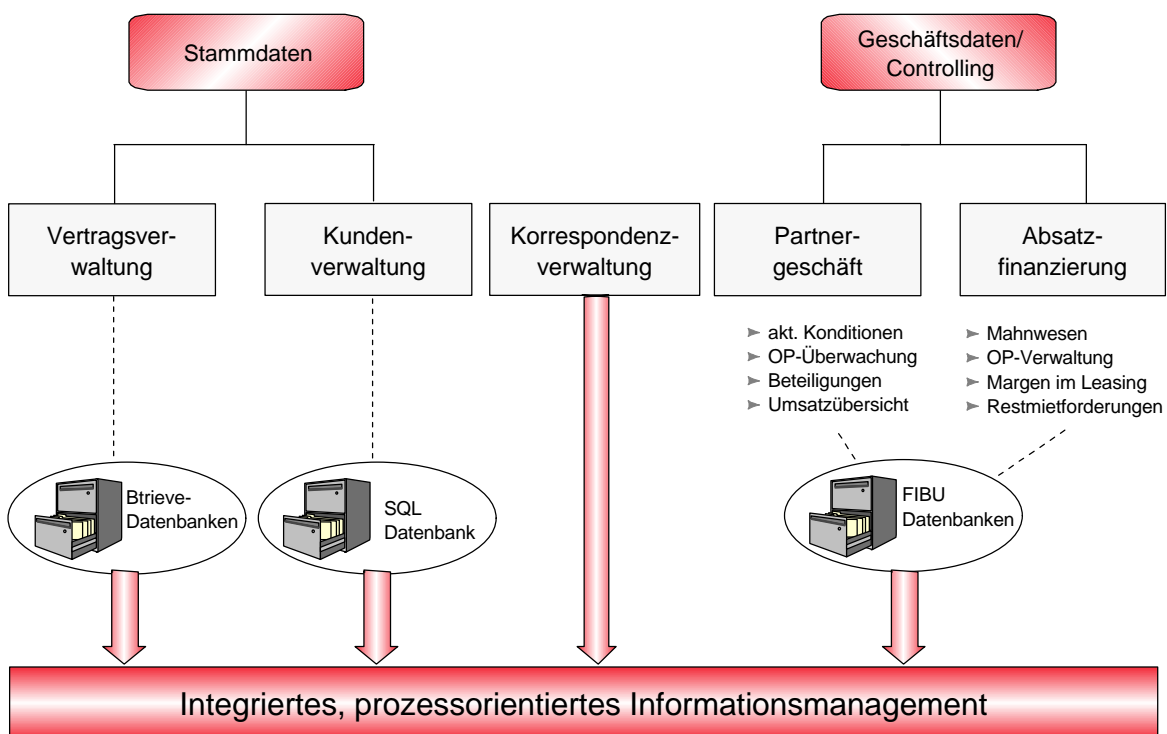 Stammdaten
Geschäftsdaten/
Controlling
Vertragsver-
waltung
Kunden-
verwaltung
Korrespondenz-
verwaltung
Partner-
geschäft
Absatz-
finanzierung
akt. Konditionen
OP-Überwachung
Beteiligungen
Umsatzübersicht
Mahnwesen
OP-Verwaltung
Margen im Leasing
Restmietforderungen
Btrieve-
Datenbanken
SQL
Datenbank
FIBU
Datenbanken
Integriertes, prozessorientiertes Informationsmanagement